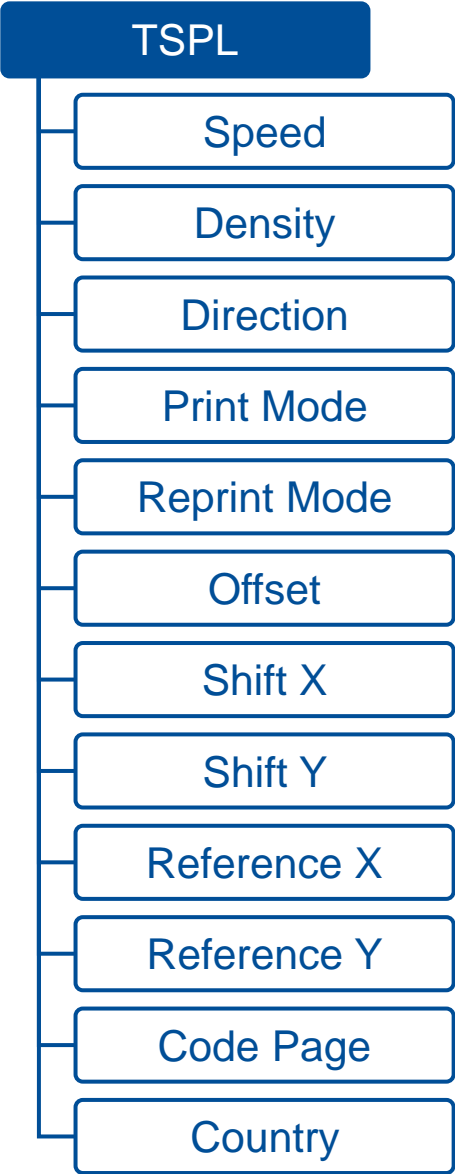 TSPL
Speed
Density
Direction
Print Mode
Reprint Mode
Offset
Shift X
Shift Y
Reference X
Reference Y
Code Page
Country